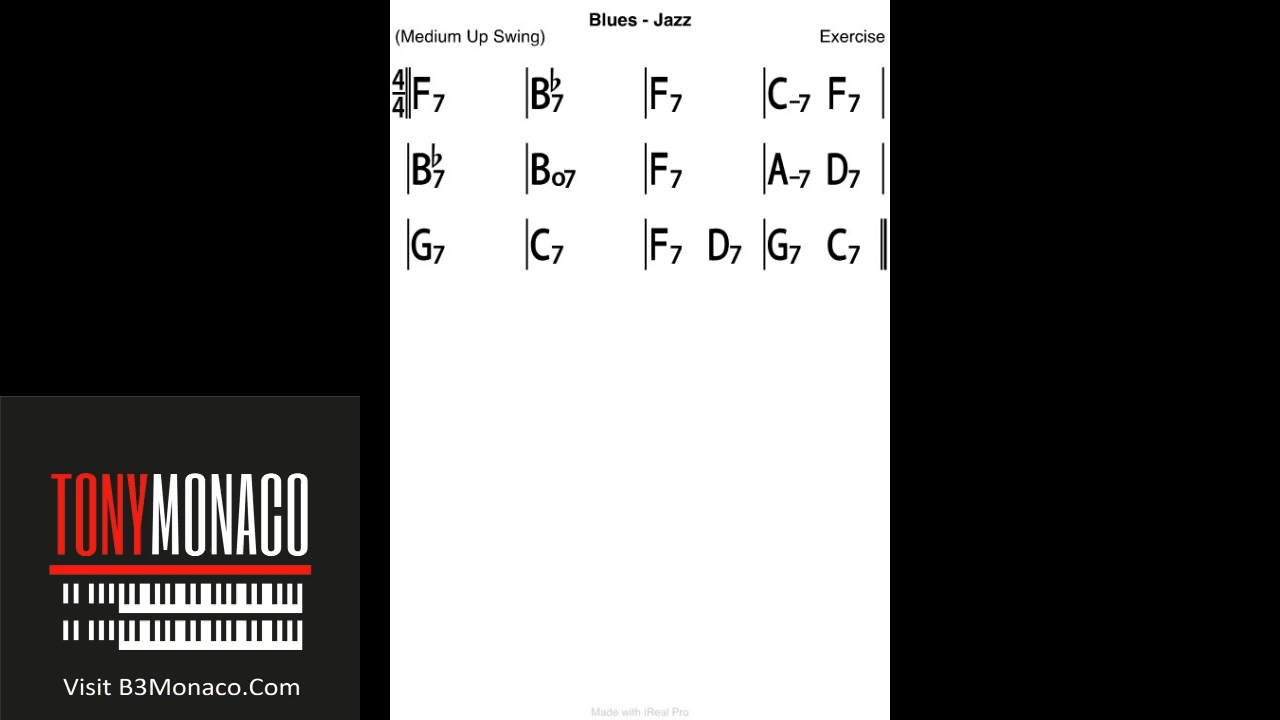 Blues - Jazz
(Medium Up Swing) Exercise
4/4 F7 B♭7 F7 C-7 F7
B♭7 Bo7 F7 A-7 D7
G7 C7 F7 D7 G7 C7
TONYMONACO
Visit B3Monaco.Com
Made with iReal Pro